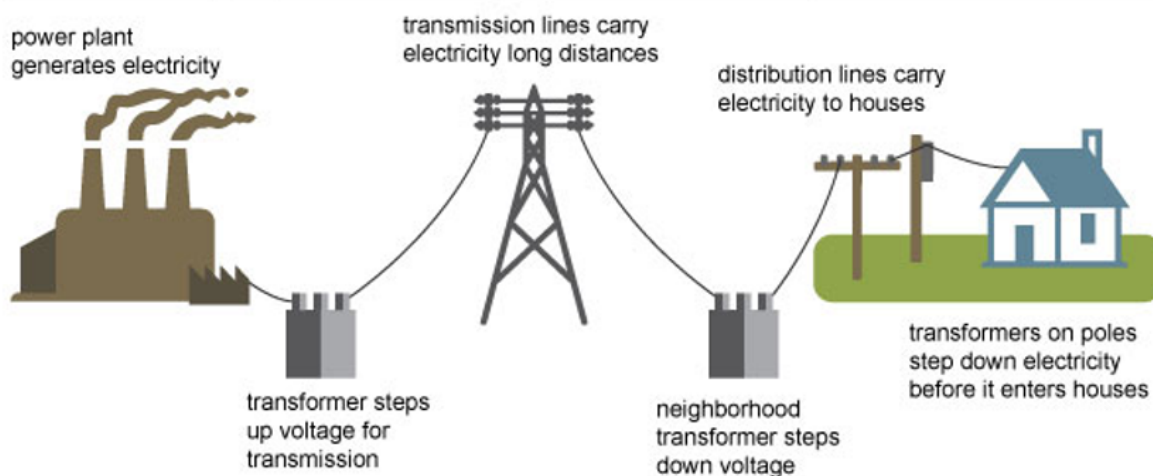 power plant
generates electricity
transmission lines carry
electricity long distances
distribution lines carry
electricity to houses
transformer steps
up voltage for
transmission
neighborhood
transformer steps
down voltage
transformers on poles
step down electricity
before it enters houses